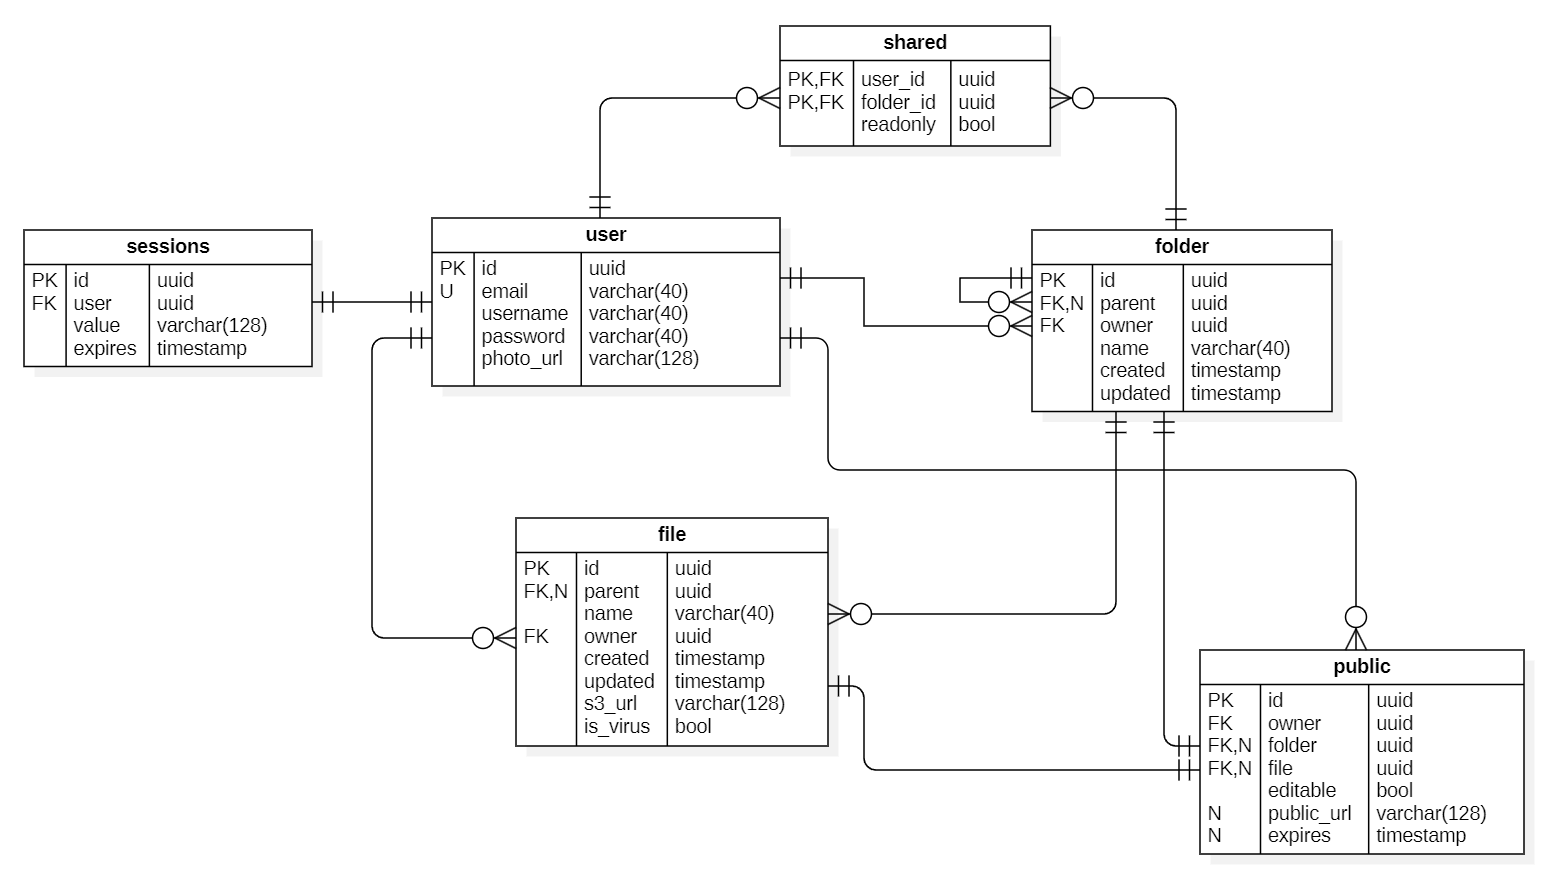 shared
PK,FK user_id uuid
PK,FK folder_id uuid
readonly bool
sessions
PK id uuid
FK user uuid
value varchar(128)
expires timestamp
user
PK id uuid
U email varchar(40)
username varchar(40)
password varchar(40)
photo_url varchar(128)
folder
PK id uuid
FK,N parent uuid
FK owner uuid
name varchar(40)
created timestamp
updated timestamp
file
PK id uuid
FK,N parent uuid
name varchar(40)
FK owner uuid
created timestamp
updated timestamp
s3_url varchar(128)
is_virus bool
public
PK id uuid
FK owner uuid
FK,N folder uuid
FK,N file uuid
editable bool
N public_url varchar(128)
N expires timestamp